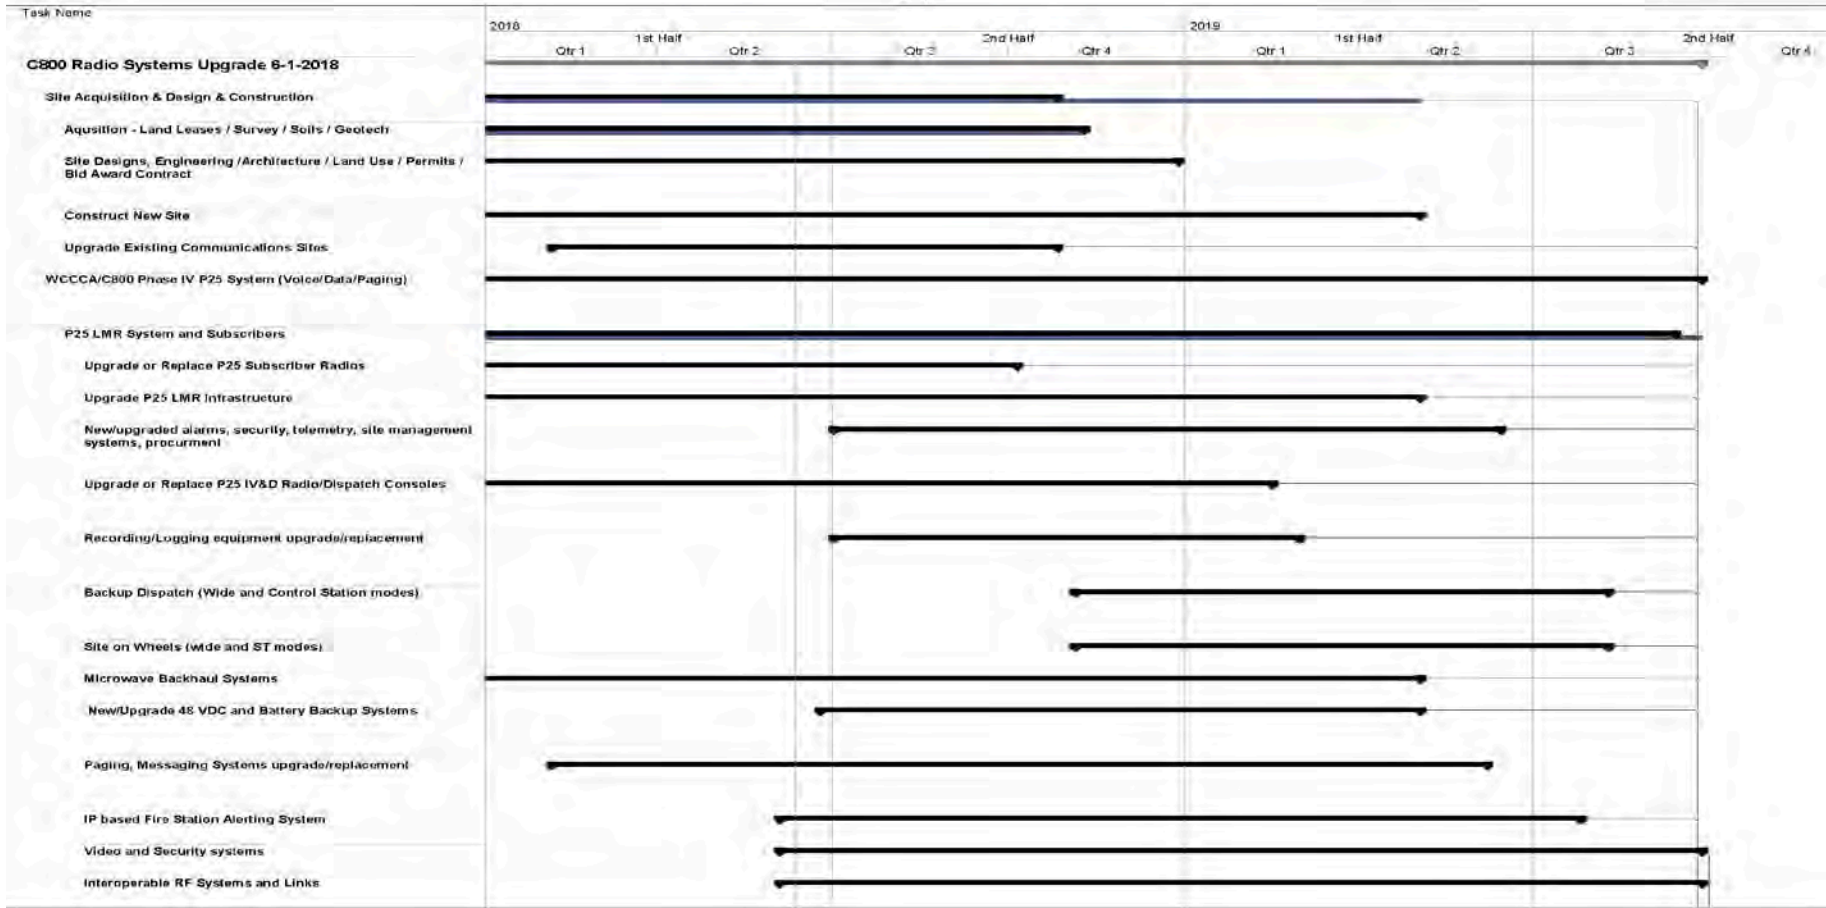 Task Name
2018
2019
1st Half
2nd Half
1st Half
2nd Half
Qtr 1
Qtr 2
Qtr 3
Qtr 4
Qtr 1
Qtr 2
Qtr 3
Qtr 4
C800 Radio Systems Upgrade 6-1-2018
Site Acquisition & Design & Construction
Aqusition - Land Leases / Survey / Soils / Geotech
Site Designs, Engineering /Architecture / Land Use / Permits /
Bid Award Contract
Construct New Site
Upgrade Existing Communications Sites
WCCCA/C800 Phase IV P25 System (Voice/Data/Paging)
P25 LMR System and Subscribers
Upgrade or Replace P25 Subscriber Radios
Upgrade P25 LMR Infrastructure
New/upgraded alarms, security, telemetry, site management
systems, procurment
Upgrade or Replace P25 IV&D Radio/Dispatch Consoles
Recording/Logging equipment upgrade/replacement
Backup Dispatch (Wide and Control Station modes)
Site on Wheels (wide and ST modes)
Microwave Backhaul Systems
New/Upgrade 48 VDC and Battery Backup Systems
Paging, Messaging Systems upgrade/replacement
IP based Fire Station Alerting System
Video and Security systems
Interoperable RF Systems and Links